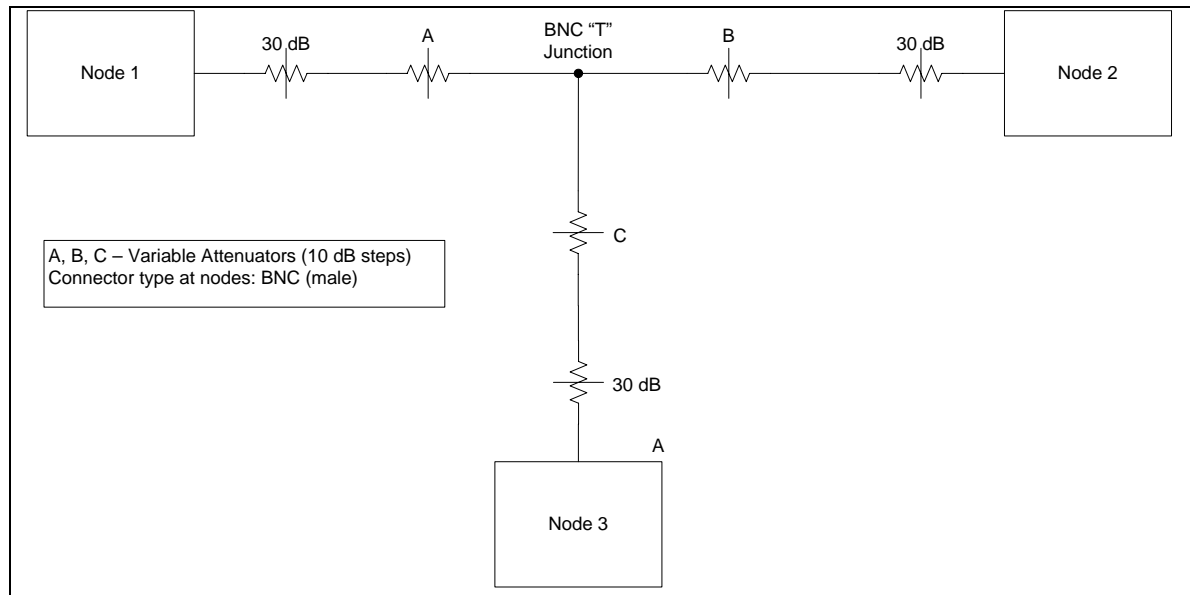 Node 1
30 dB
A
BNC “T”
Junction
B
30 dB
Node 2
C
A, B, C – Variable Attenuators (10 dB steps)
Connector type at nodes: BNC (male)
30 dB
A
Node 3